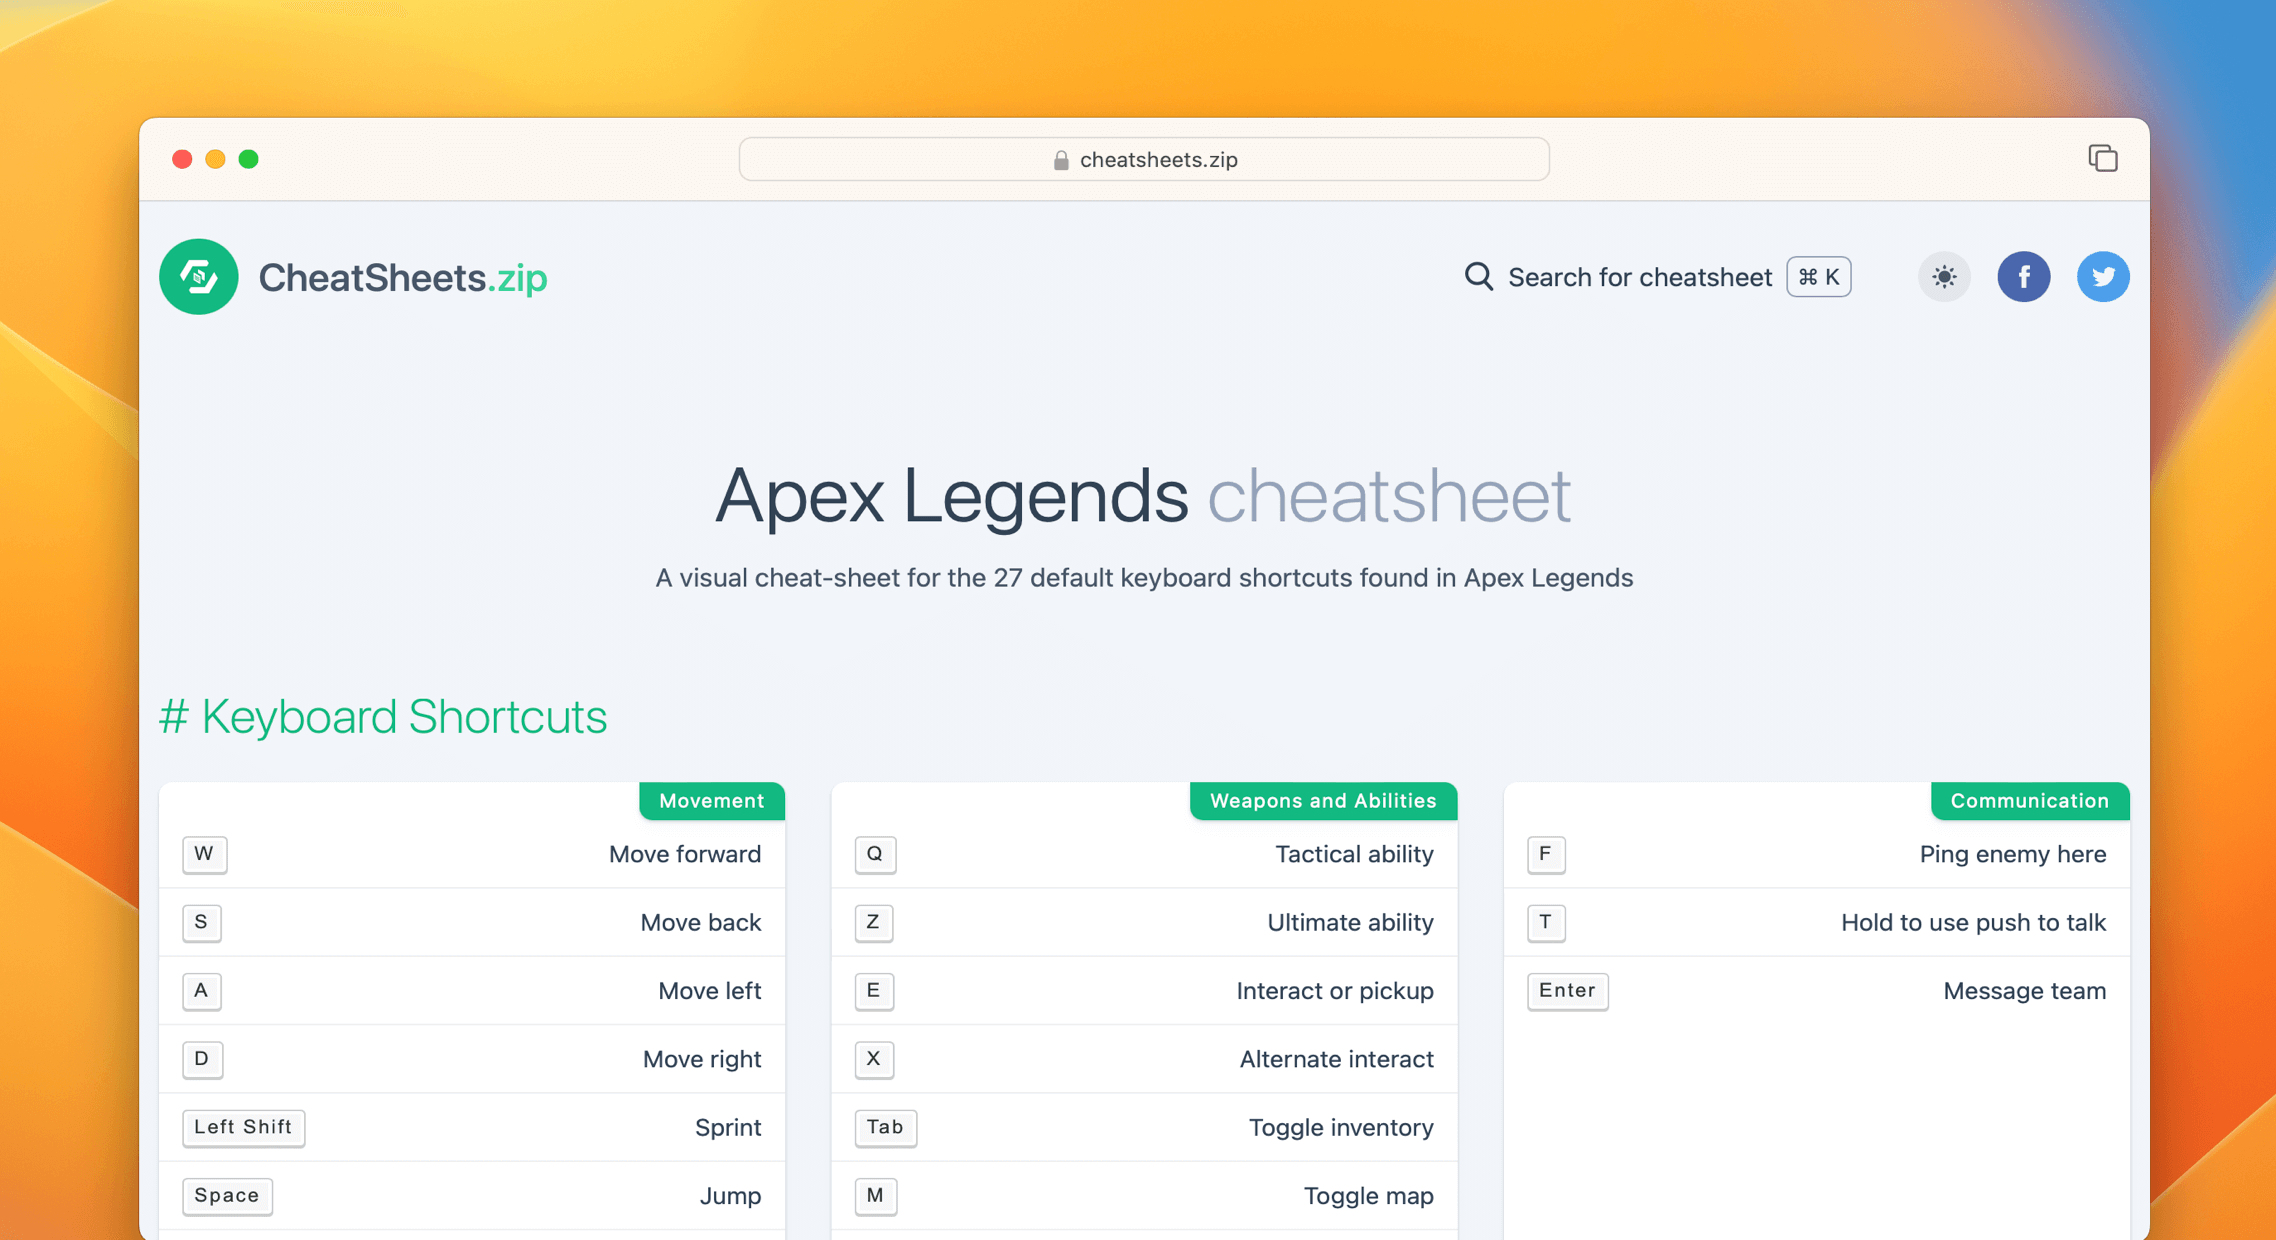 cheatsheets.zip
CheatSheets.zip
Search for cheatsheet ⌘ K
Apex Legends cheatsheet
A visual cheat-sheet for the 27 default keyboard shortcuts found in Apex Legends
# Keyboard Shortcuts
Movement
W Move forward
S Move back
A Move left
D Move right
Left Shift Sprint
Space Jump
Weapons and Abilities
Q Tactical ability
Z Ultimate ability
E Interact or pickup
X Alternate interact
Tab Toggle inventory
M Toggle map
Communication
F Ping enemy here
T Hold to use push to talk
Enter Message team